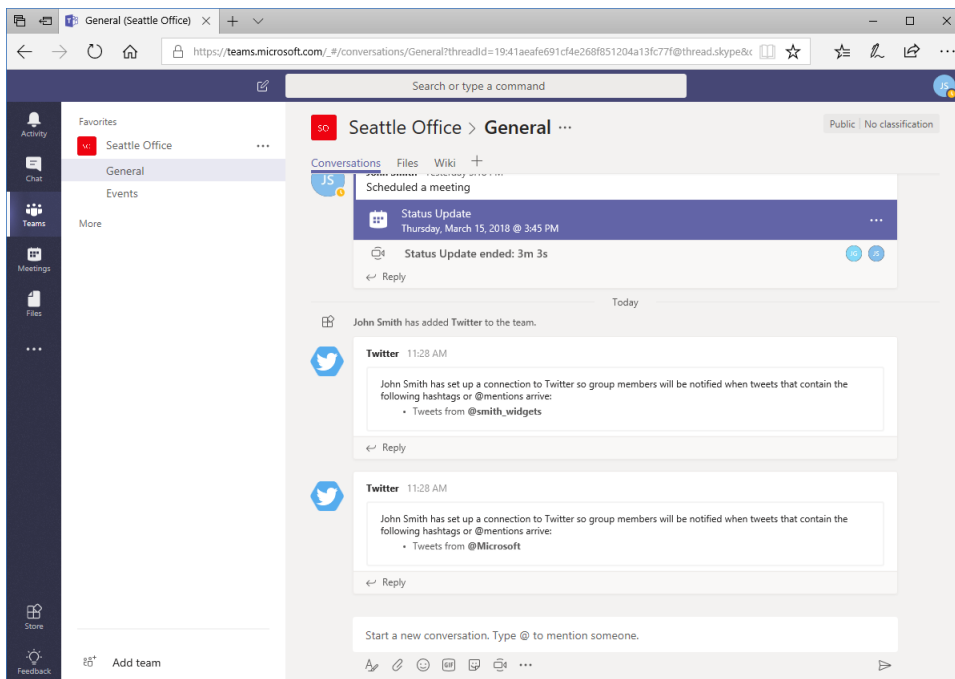 General (Seattle Office)
https://teams.microsoft.com/_#/conversations/General?threadId=19:41aeafe691cf4e268f851204a13fc77f@thread.skype&c
Search or type a command
JS
Activity
Chat
Teams
Meetings
Files
Store
Feedback
Favorites
SO Seattle Office
General
Events
More
Add team
SO Seattle Office > General
Public No classification
Conversations Files Wiki
JS
John Smith Yesterday
Scheduled a meeting
Status Update
Thursday, March 15, 2018 @ 3:45 PM
Status Update ended: 3m 3s
JG JS
Reply
Today
John Smith has added Twitter to the team.
Twitter 11:28 AM
John Smith has set up a connection to Twitter so group members will be notified when tweets that contain the
following hashtags or @mentions arrive:
• Tweets from @smith_widgets
Reply
Twitter 11:28 AM
John Smith has set up a connection to Twitter so group members will be notified when tweets that contain the
following hashtags or @mentions arrive:
• Tweets from @Microsoft
Reply
Start a new conversation. Type @ to mention someone.
GIF